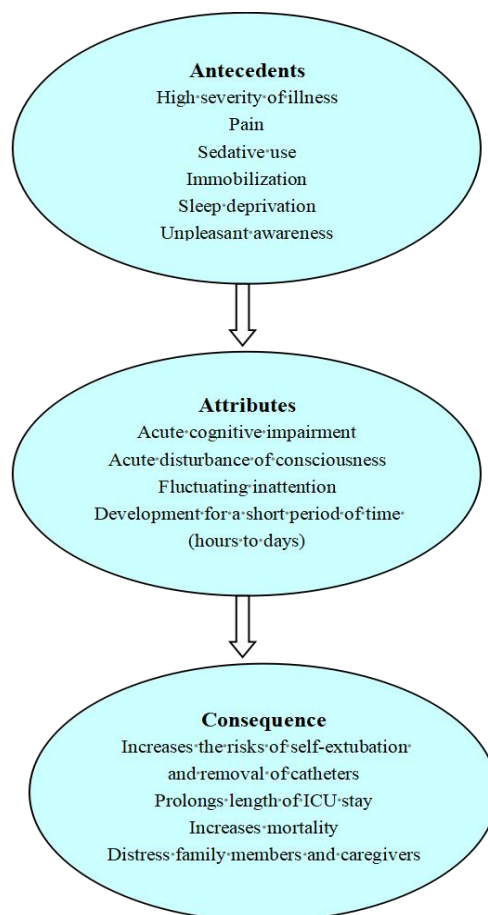 Antecedents
High severity of illness
Pain
Sedative use
Immobilization
Sleep deprivation
Unpleasant awareness
Attributes
Acute cognitive impairment
Acute disturbance of consciousness
Fluctuating inattention
Development for a short period of time
(hours to days)
Consequence
Increases the risks of self-extubation
and removal of catheters
Prolongs length of ICU stay
Increases mortality
Distress family members and caregivers